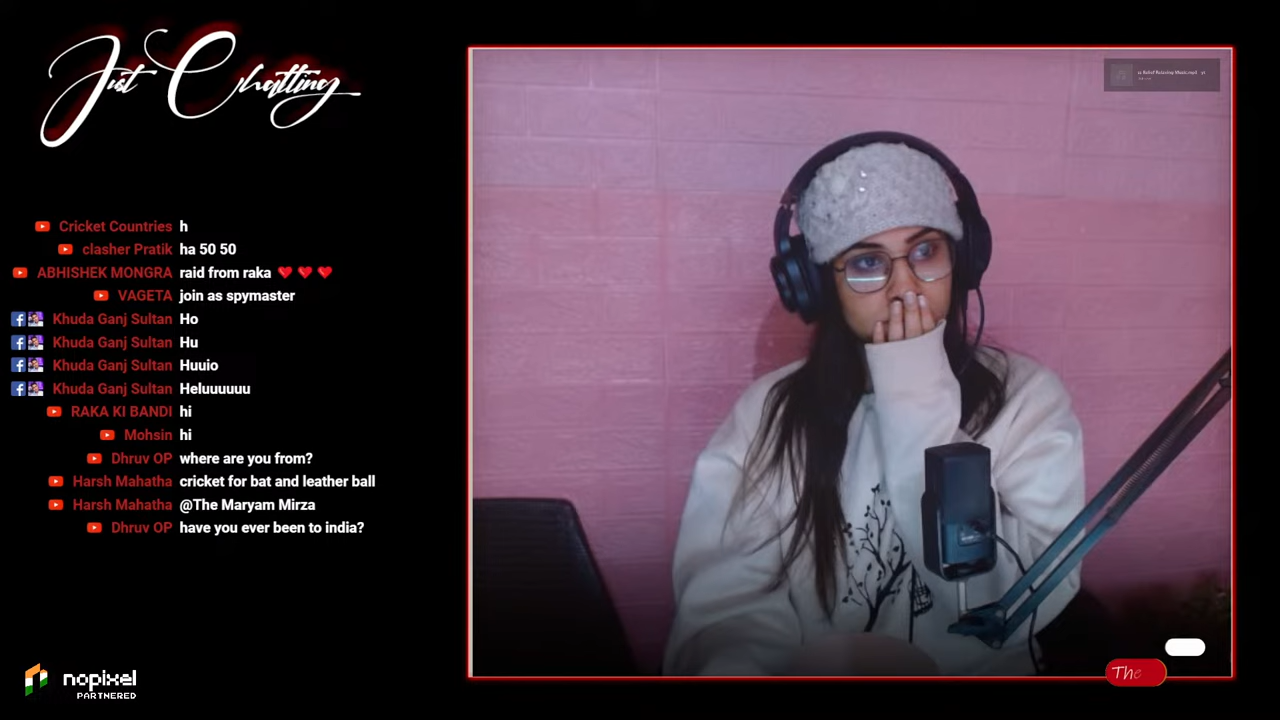 Just Chatting
Cricket Countries h
clasher Pratik ha 50 50
ABHISHEK MONGRA raid from raka
VAGETA join as spymaster
Khuda Ganj Sultan Ho
Khuda Ganj Sultan Hu
Khuda Ganj Sultan Huuio
Khuda Ganj Sultan Heluuuuuu
RAKA KI BANDI hi
Mohsin hi
Dhruv OP where are you from?
Harsh Mahatha cricket for bat and leather ball
Harsh Mahatha @The Maryam Mirza
Dhruv OP have you ever been to india?
nopixel
PARTNERED
The